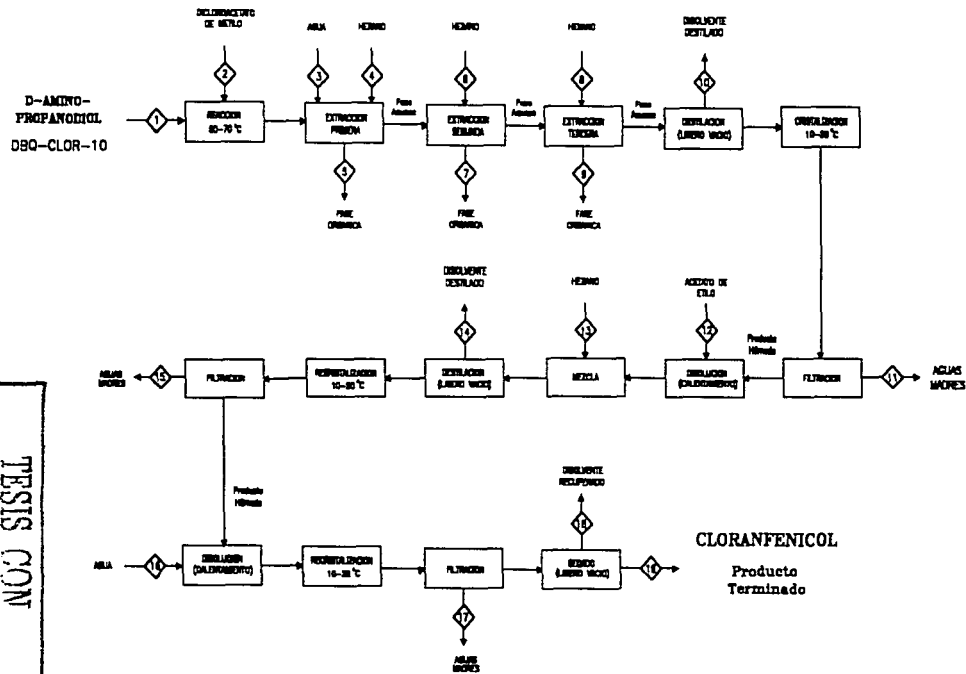 DICLOROACETATO
DE METILO
AGUA
HEXANO
HEXANO
HEXANO
DISOLVENTE
DESTILADO
2
3
4
6
8
10
D-AMINO-
PROPANODIOL
DBQ-CLOR-10
1
REACCION
EXTRACCION
PRIMERA
Fase
Acuosa
EXTRACCION
SEGUNDA
Fase
Acuosa
EXTRACCION
TERCERA
Fase
Acuosa
DESTILACION
(LIGERO VACIO)
CRISTALIZACION
5
7
9
FASE
ORGANICA
FASE
ORGANICA
FASE
ORGANICA
DISOLVENTE
DESTILADO
HEXANO
ACETATO DE
ETILO
14
13
12
Producto
Húmedo
AGUAS
MADRES
15
FILTRACION
RECRISTALIZACION
DESTILACION
(LIGERO VACIO)
MEZCLA
DISOLUCION
(CALENTAMIENTO)
FILTRACION
11
AGUAS
MADRES
Producto
Húmedo
DISOLVENTE
RECUPERADO
18
AGUA
16
DISOLUCION
(CALENTAMIENTO)
RECRISTALIZACION
FILTRACION
SECADO
(LIGERO VACIO)
19
CLORANFENICOL
Producto
Terminado
17
AGUAS
MADRES
TESIS CON